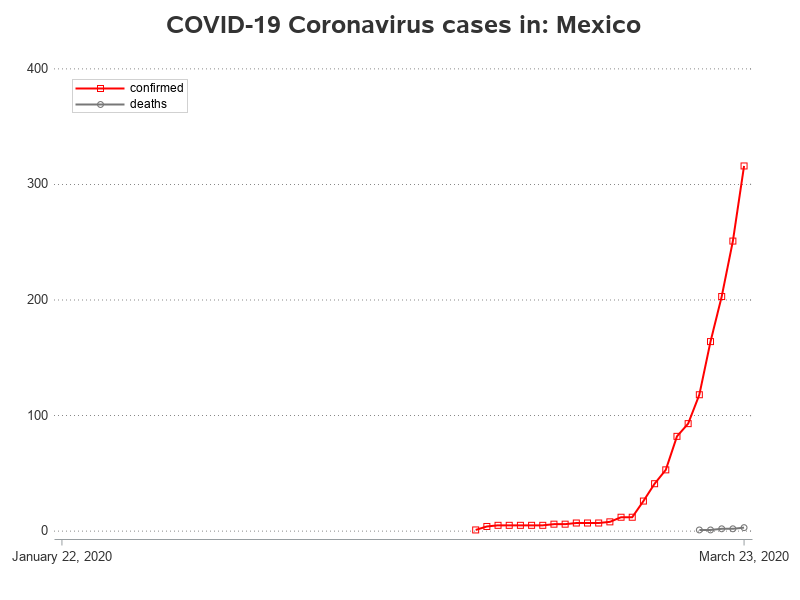 COVID-19 Coronavirus cases in: Mexico
400
confirmed
deaths
300
200
100
0
January 22, 2020
March 23, 2020